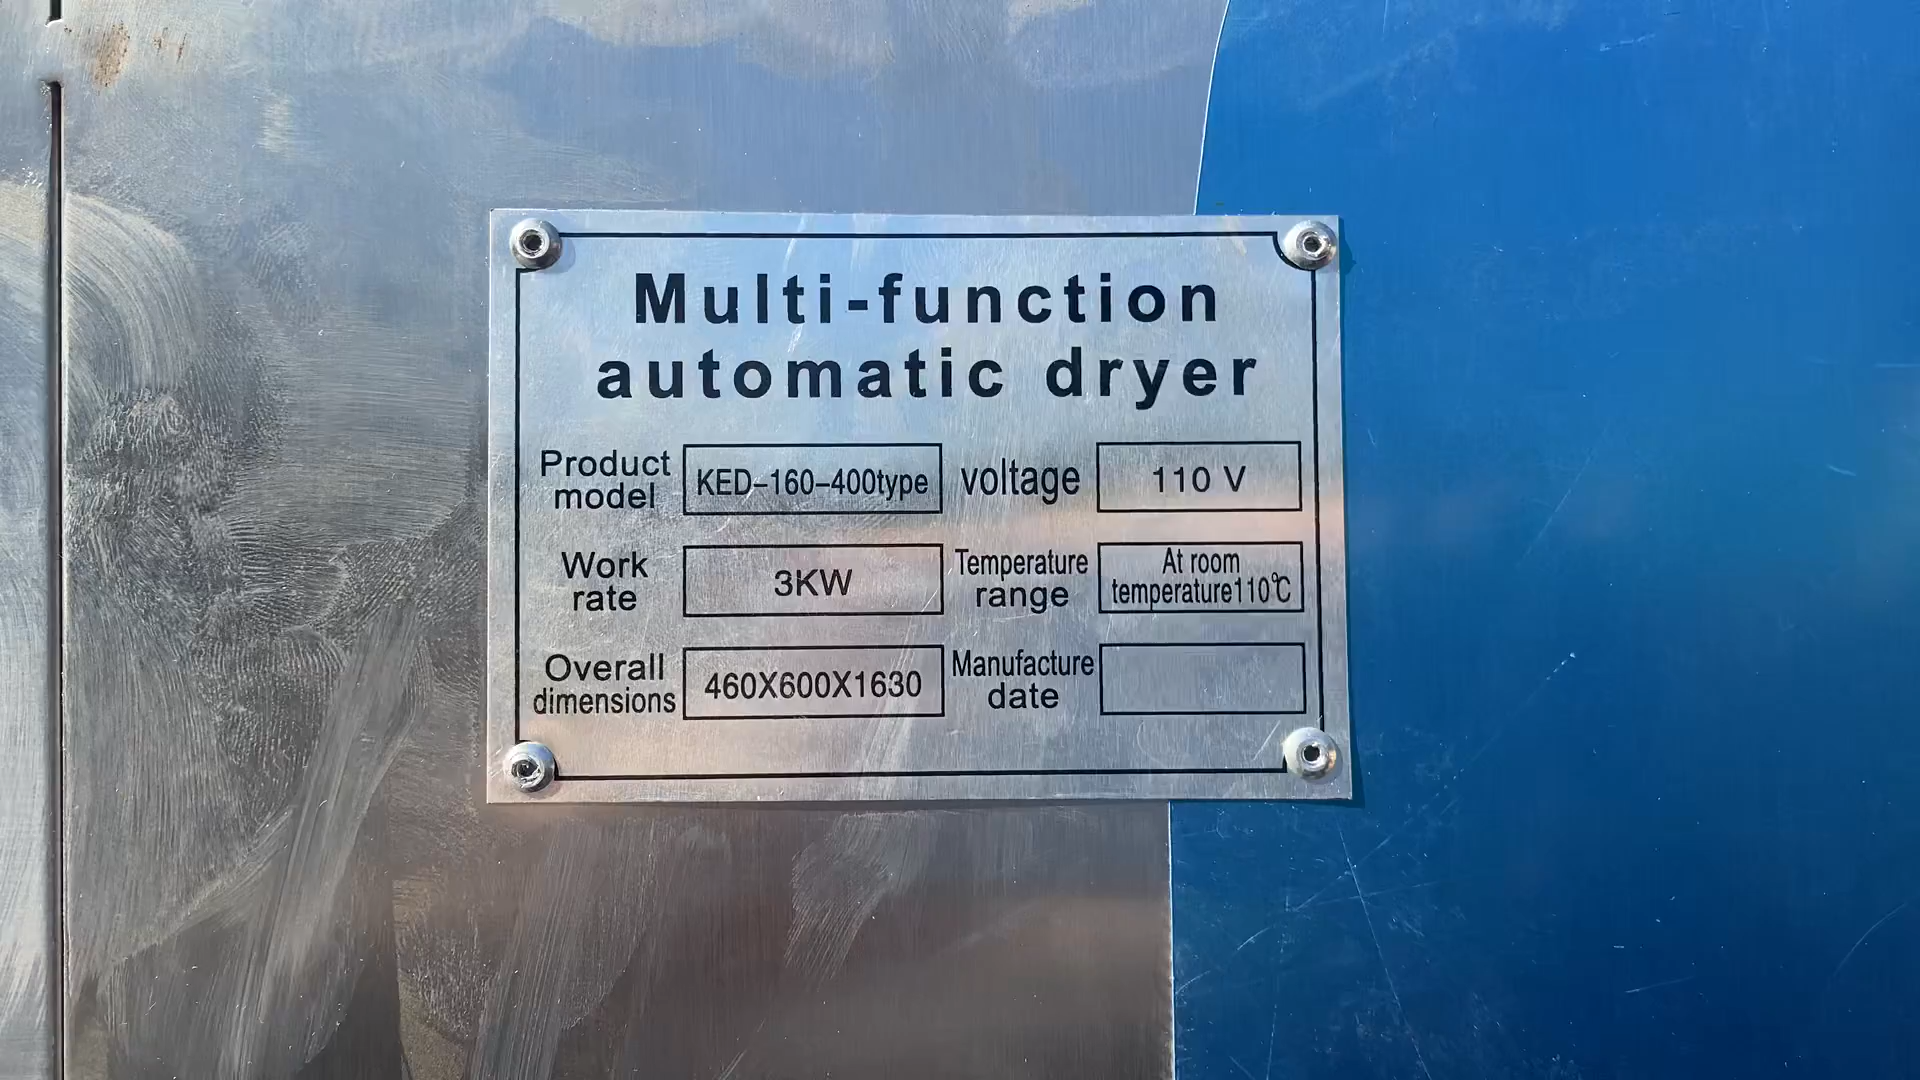 Multi-function
automatic dryer
Product
model
KED-160-400type
voltage
110 V
Work
rate
3KW
Temperature
range
At room
temperature110℃
Overall
dimensions
460X600X1630
Manufacture
date